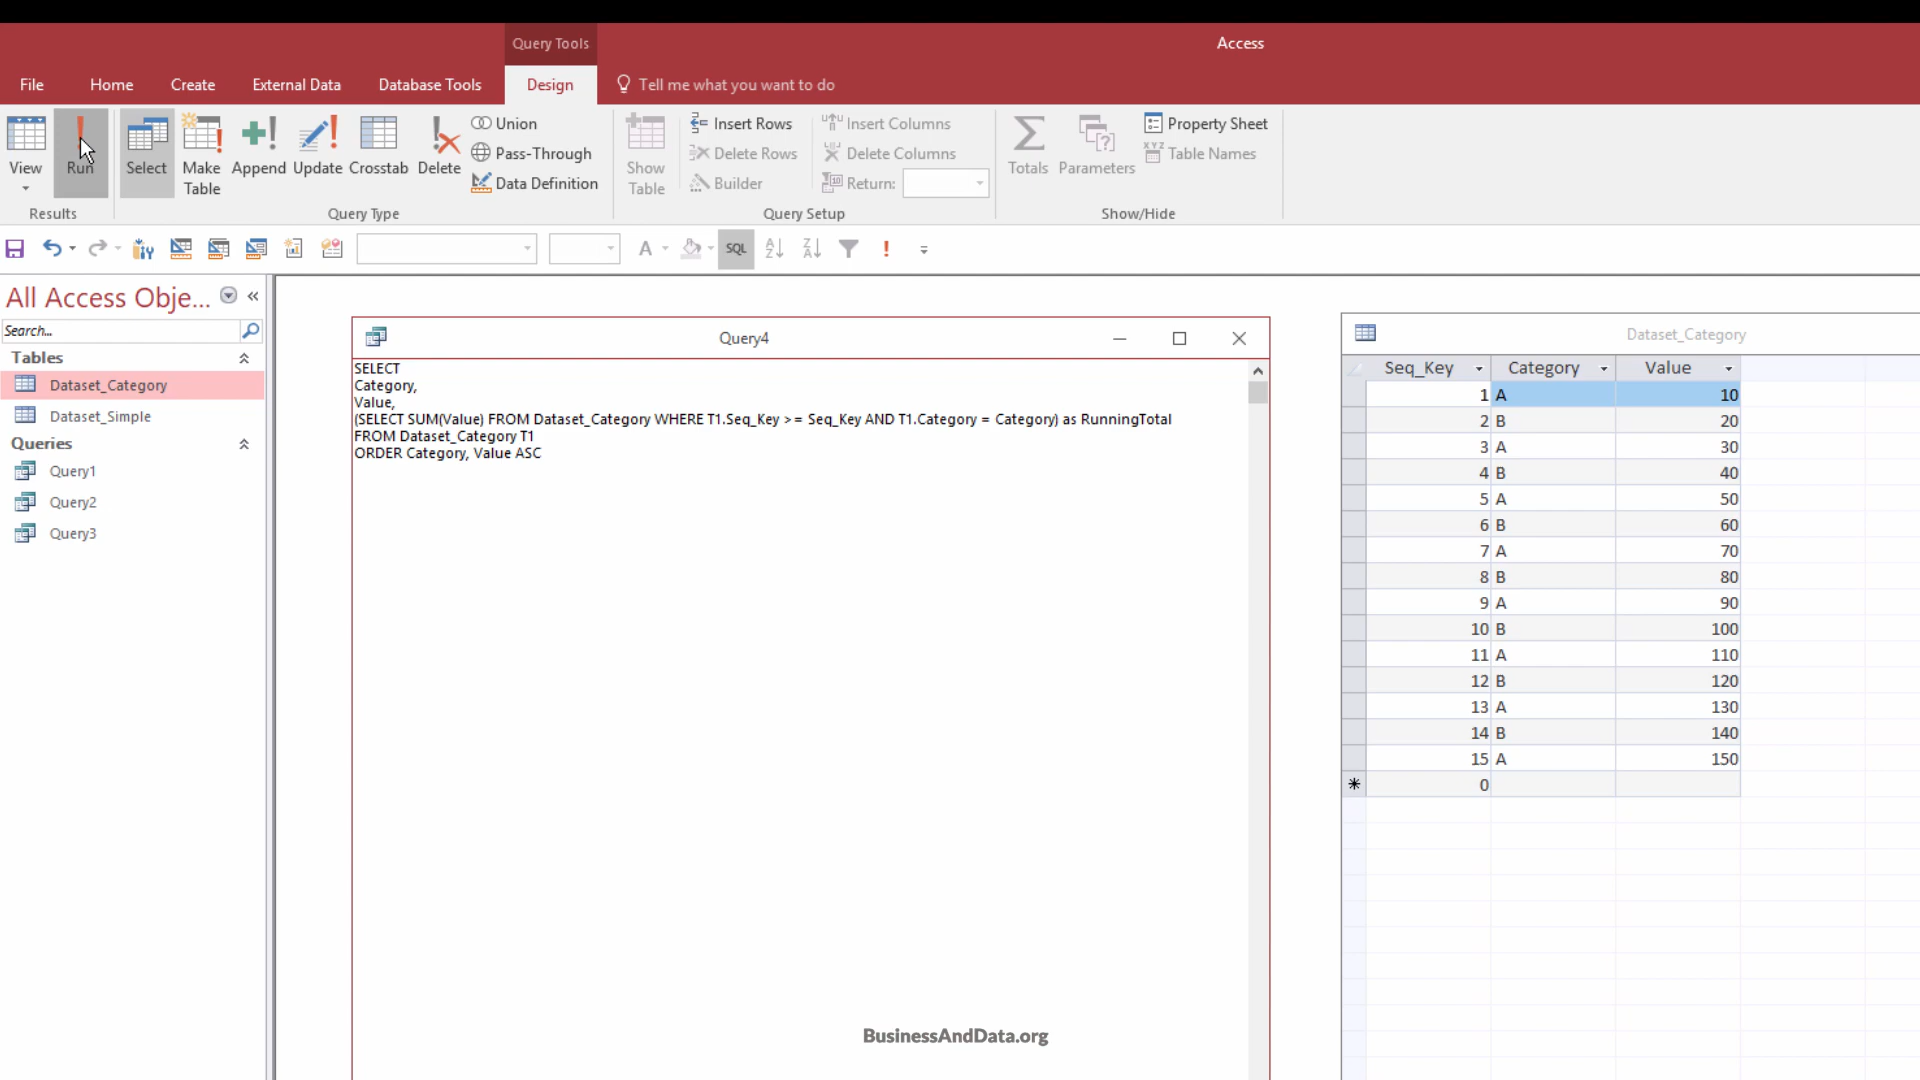 Query Tools
Access
File
Home
Create
External Data
Database Tools
Design
Tell me what you want to do
View
Run
Select
Make
Table
Append
Update
Crosstab
Delete
Union
Pass-Through
Data Definition
Show
Table
Insert Rows
Delete Rows
Builder
Insert Columns
Delete Columns
Return:
Totals
Parameters
Property Sheet
Table Names
Results
Query Type
Query Setup
Show/Hide
SQL
All Access Obje...
Search...
Tables
Dataset_Category
Dataset_Simple
Queries
Query1
Query2
Query3
Query4
SELECT
Category,
Value,
(SELECT SUM(Value) FROM Dataset_Category WHERE T1.Seq_Key >= Seq_Key AND T1.Category = Category) as RunningTotal
FROM Dataset_Category T1
ORDER Category, Value ASC
Dataset_Category
Seq_Key Category Value
1 A 10
2 B 20
3 A 30
4 B 40
5 A 50
6 B 60
7 A 70
8 B 80
9 A 90
10 B 100
11 A 110
12 B 120
13 A 130
14 B 140
15 A 150
0
BusinessAndData.org